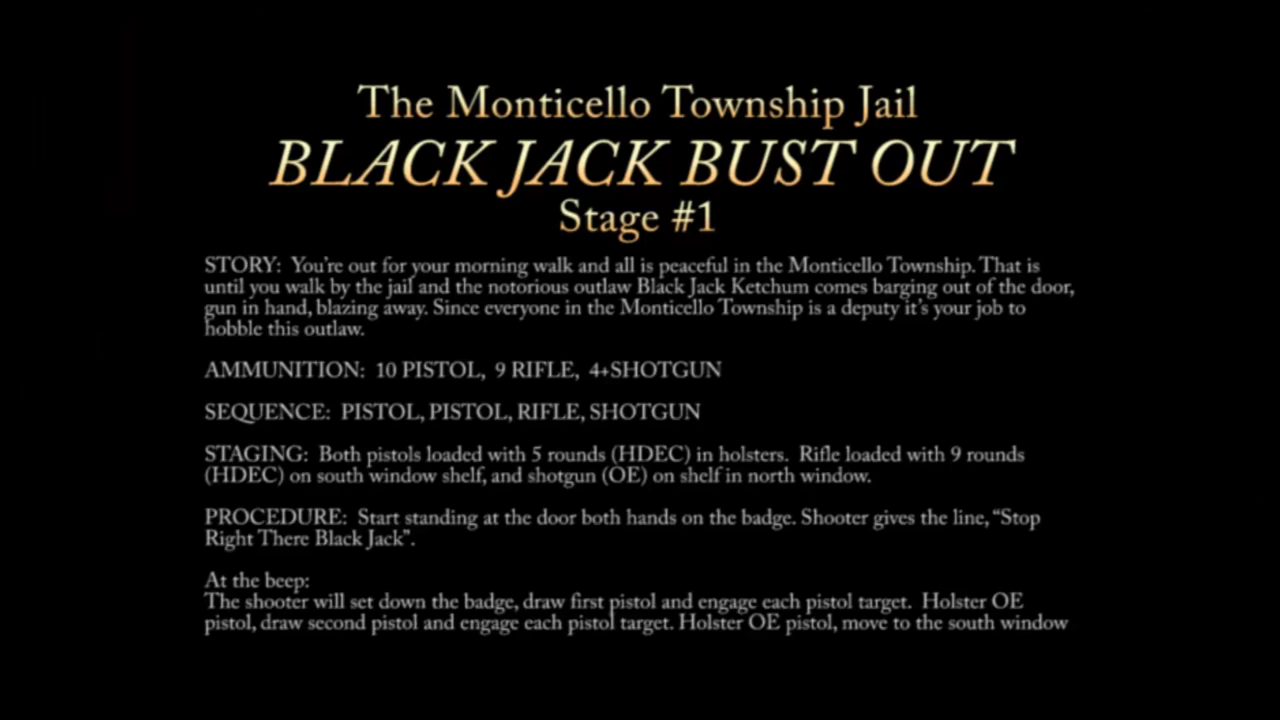 The Monticello Township Jail
BLACK JACK BUST OUT
Stage #1
STORY:  You're out for your morning walk and all is peaceful in the Monticello Township. That is
until you walk by the jail and the notorious outlaw Black Jack Ketchum comes barging out of the door,
gun in hand, blazing away. Since everyone in the Monticello Township is a deputy it's your job to
hobble this outlaw.
AMMUNITION:  10 PISTOL,  9 RIFLE,  4+SHOTGUN
SEQUENCE:  PISTOL, PISTOL, RIFLE, SHOTGUN
STAGING:  Both pistols loaded with 5 rounds (HDEC) in holsters.  Rifle loaded with 9 rounds
(HDEC) on south window shelf, and shotgun (OE) on shelf in north window.
PROCEDURE:  Start standing at the door both hands on the badge. Shooter gives the line, “Stop
Right There Black Jack”.
At the beep:
The shooter will set down the badge, draw first pistol and engage each pistol target.  Holster OE
pistol, draw second pistol and engage each pistol target. Holster OE pistol, move to the south window